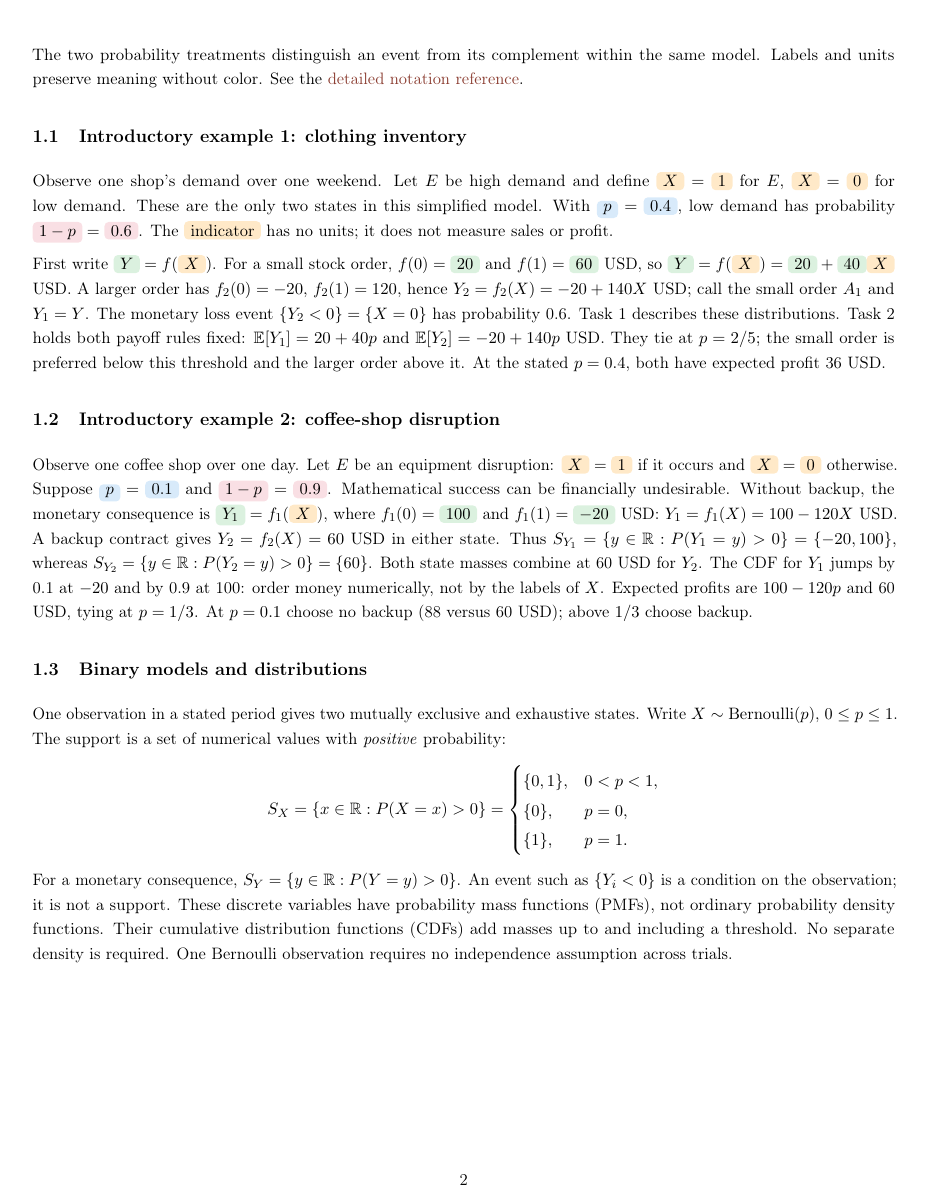 The two probability treatments distinguish an event from its complement within the same model. Labels and units
preserve meaning without color. See the detailed notation reference.
1.1 Introductory example 1: clothing inventory
Observe one shop's demand over one weekend. Let E be high demand and define X = 1 for E, X = 0 for
low demand. These are the only two states in this simplified model. With p = 0.4, low demand has probability
1 − p = 0.6. The indicator has no units; it does not measure sales or profit.
First write Y = f(X). For a small stock order, f(0) = 20 and f(1) = 60 USD, so Y = f(X) = 20 + 40 X
USD. A larger order has f₂(0) = −20, f₂(1) = 120, hence Y₂ = f₂(X) = −20 + 140X USD; call the small order A₁ and
Y₁ = Y. The monetary loss event {Y₂ < 0} = {X = 0} has probability 0.6. Task 1 describes these distributions. Task 2
holds both payoff rules fixed: 𝔼[Y₁] = 20 + 40p and 𝔼[Y₂] = −20 + 140p USD. They tie at p = 2/5; the small order is
preferred below this threshold and the larger order above it. At the stated p = 0.4, both have expected profit 36 USD.
1.2 Introductory example 2: coffee-shop disruption
Observe one coffee shop over one day. Let E be an equipment disruption: X = 1 if it occurs and X = 0 otherwise.
Suppose p = 0.1 and 1 − p = 0.9. Mathematical success can be financially undesirable. Without backup, the
monetary consequence is Y₁ = f₁(X), where f₁(0) = 100 and f₁(1) = −20 USD: Y₁ = f₁(X) = 100 − 120X USD.
A backup contract gives Y₂ = f₂(X) = 60 USD in either state. Thus S_{Y₁} = {y ∈ ℝ : P(Y₁ = y) > 0} = {−20, 100},
whereas S_{Y₂} = {y ∈ ℝ : P(Y₂ = y) > 0} = {60}. Both state masses combine at 60 USD for Y₂. The CDF for Y₁ jumps by
0.1 at −20 and by 0.9 at 100: order money numerically, not by the labels of X. Expected profits are 100 − 120p and 60
USD, tying at p = 1/3. At p = 0.1 choose no backup (88 versus 60 USD); above 1/3 choose backup.
1.3 Binary models and distributions
One observation in a stated period gives two mutually exclusive and exhaustive states. Write X ∼ Bernoulli(p), 0 ≤ p ≤ 1.
The support is a set of numerical values with positive probability:
{0, 1}, 0 < p < 1,
S_X = {x ∈ ℝ : P(X = x) > 0} = {0}, p = 0,
{1}, p = 1.
For a monetary consequence, S_Y = {y ∈ ℝ : P(Y = y) > 0}. An event such as {Yᵢ < 0} is a condition on the observation;
it is not a support. These discrete variables have probability mass functions (PMFs), not ordinary probability density
functions. Their cumulative distribution functions (CDFs) add masses up to and including a threshold. No separate
density is required. One Bernoulli observation requires no independence assumption across trials.
2